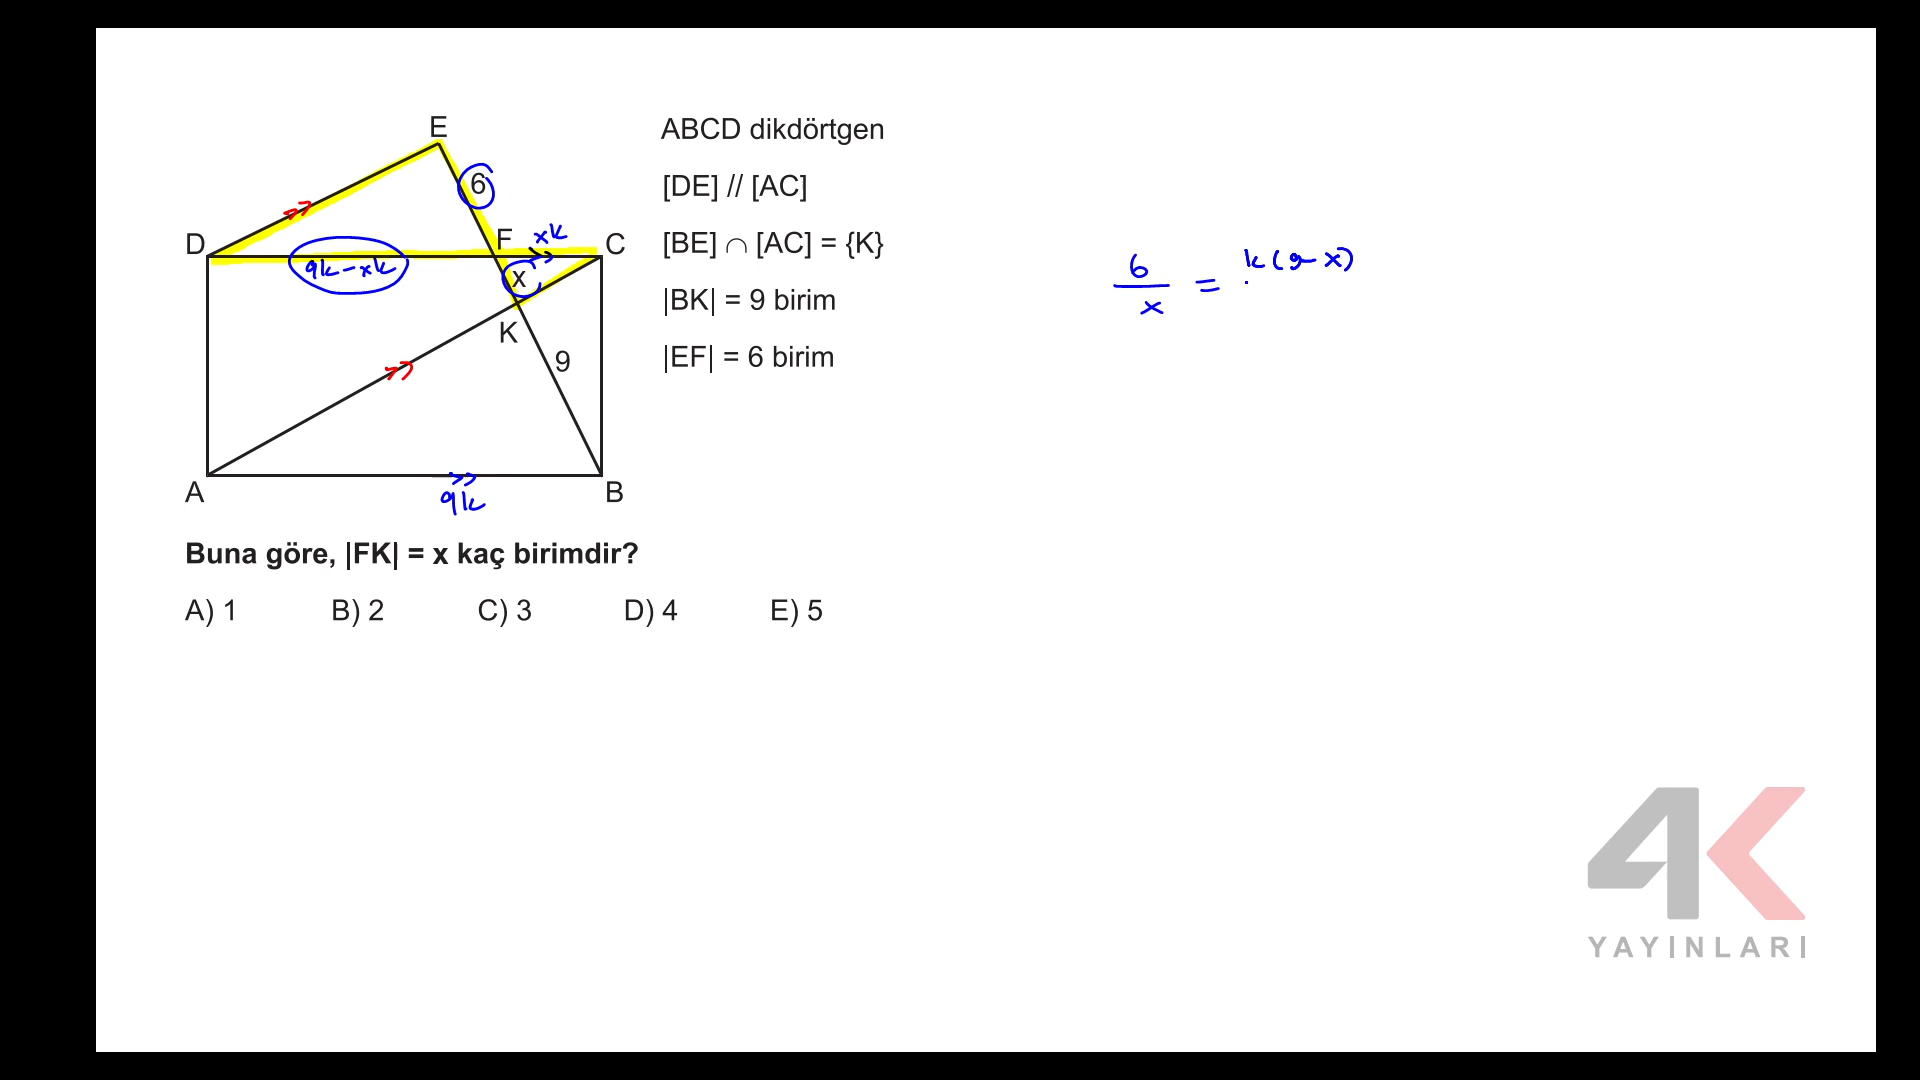 E
6
D
F
xk
C
9k-xk
x
K
9
A
9k
B
ABCD dikdörtgen
[DE] // [AC]
[BE] ∩ [AC] = {K}
|BK| = 9 birim
|EF| = 6 birim
6/x = k(9-x)
Buna göre, |FK| = x kaç birimdir?
A) 1 B) 2 C) 3 D) 4 E) 5
4K
YAYINLARI